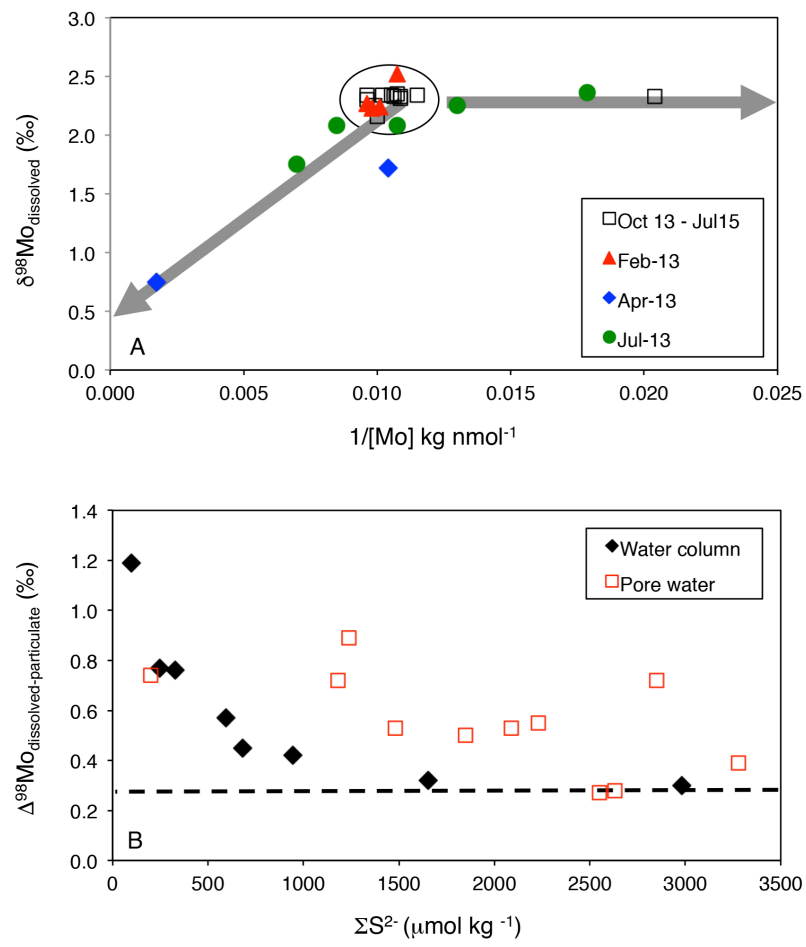 3.0
2.5
2.0
1.5
1.0
0.5
0.0
δ⁹⁸Mo_dissolved (‰)
Oct 13 - Jul15
Feb-13
Apr-13
Jul-13
A
0.000 0.005 0.010 0.015 0.020 0.025
1/[Mo] kg nmol⁻¹
1.4
1.2
1.0
0.8
0.6
0.4
0.2
0.0
Δ⁹⁸Mo_dissolved-particulate (‰)
Water column
Pore water
B
0 500 1000 1500 2000 2500 3000 3500
ΣS²⁻ (μmol kg ⁻¹)